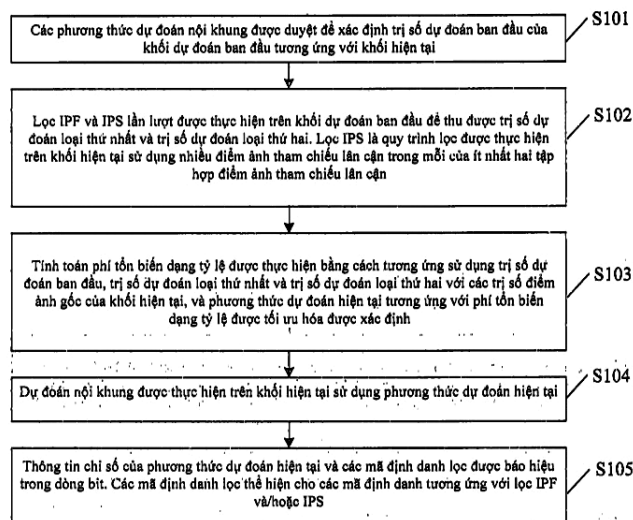 Các phương thức dự đoán nội khung được duyệt để xác định trị số dự đoán ban đầu của
khối dự đoán ban đầu tương ứng với khối hiện tại
S101
Lọc IPF và IPS lần lượt được thực hiện trên khối dự đoán ban đầu để thu được trị số dự
đoán loại thứ nhất và trị số dự đoán loại thứ hai. Lọc IPS là quy trình lọc được thực hiện
trên khối hiện tại sử dụng nhiều điểm ảnh tham chiếu lân cận trong mỗi của ít nhất hai tập
hợp điểm ảnh tham chiếu lân cận
S102
Tính toán phí tổn biến dạng tỷ lệ được thực hiện bằng cách tương ứng sử dụng trị số dự
đoán ban đầu, trị số dự đoán loại thứ nhất và trị số dự đoán loại thứ hai với các trị số điểm
ảnh gốc của khối hiện tại, và phương thức dự đoán hiện tại tương ứng với phí tổn biến
dạng tỷ lệ được tối ưu hóa được xác định
S103
Dự đoán nội khung được thực hiện trên khối hiện tại sử dụng phương thức dự đoán hiện tại
S104
Thông tin chỉ số của phương thức dự đoán hiện tại và các mã định danh lọc được báo hiệu
trong dòng bit. Các mã định danh lọc thể hiện cho các mã định danh tương ứng với lọc IPF
và/hoặc IPS
S105